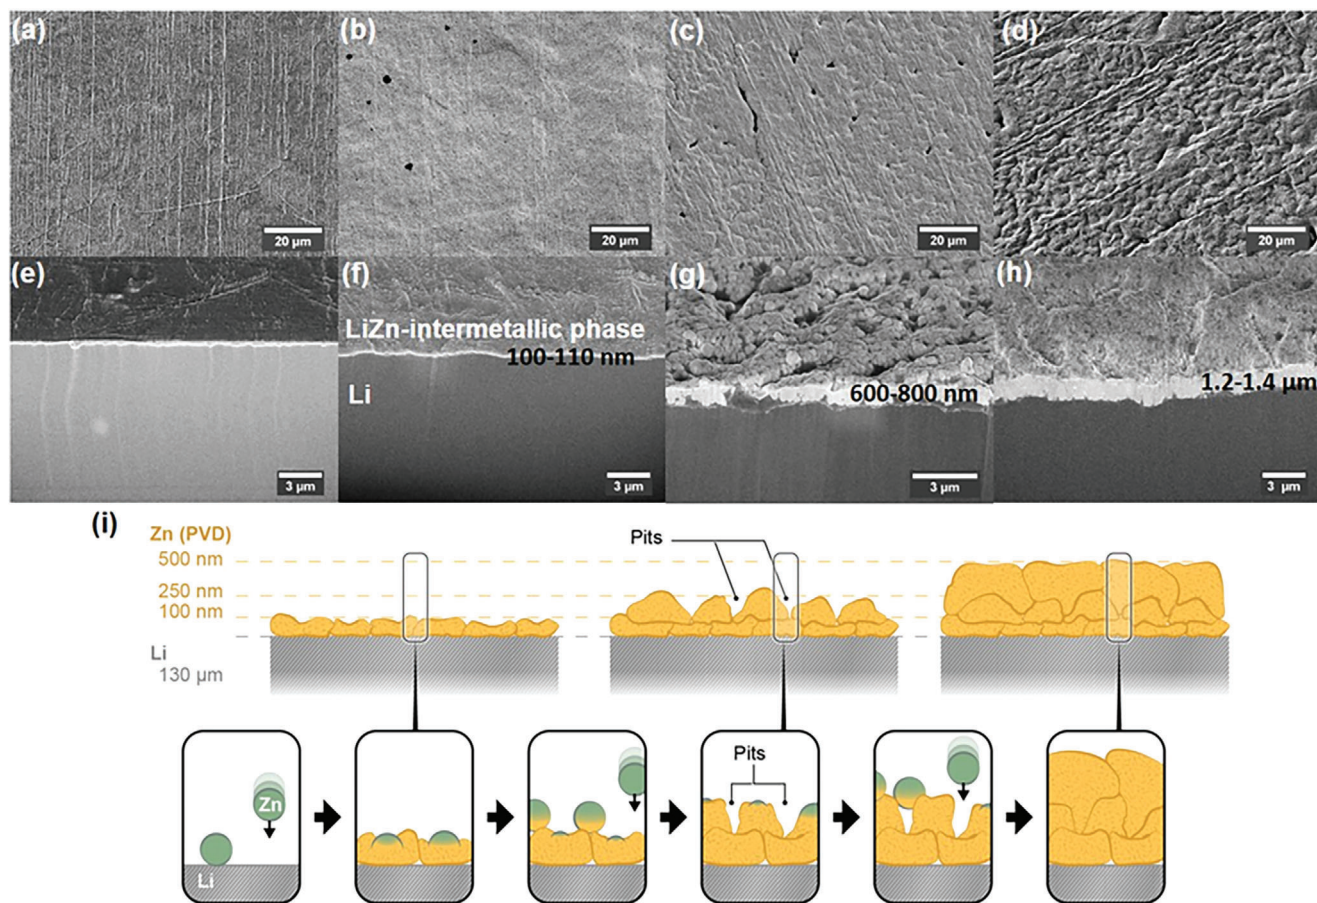 (a)
(b)
(c)
(d)
20 µm
20 µm
20 µm
20 µm
(e)
(f)
(g)
(h)
LiZn-intermetallic phase
100-110 nm
600-800 nm
1.2-1.4 µm
Li
3 µm
3 µm
3 µm
3 µm
(i)
Zn (PVD)
500 nm
250 nm
100 nm
Li
130 µm
Pits
Zn
Li
Pits